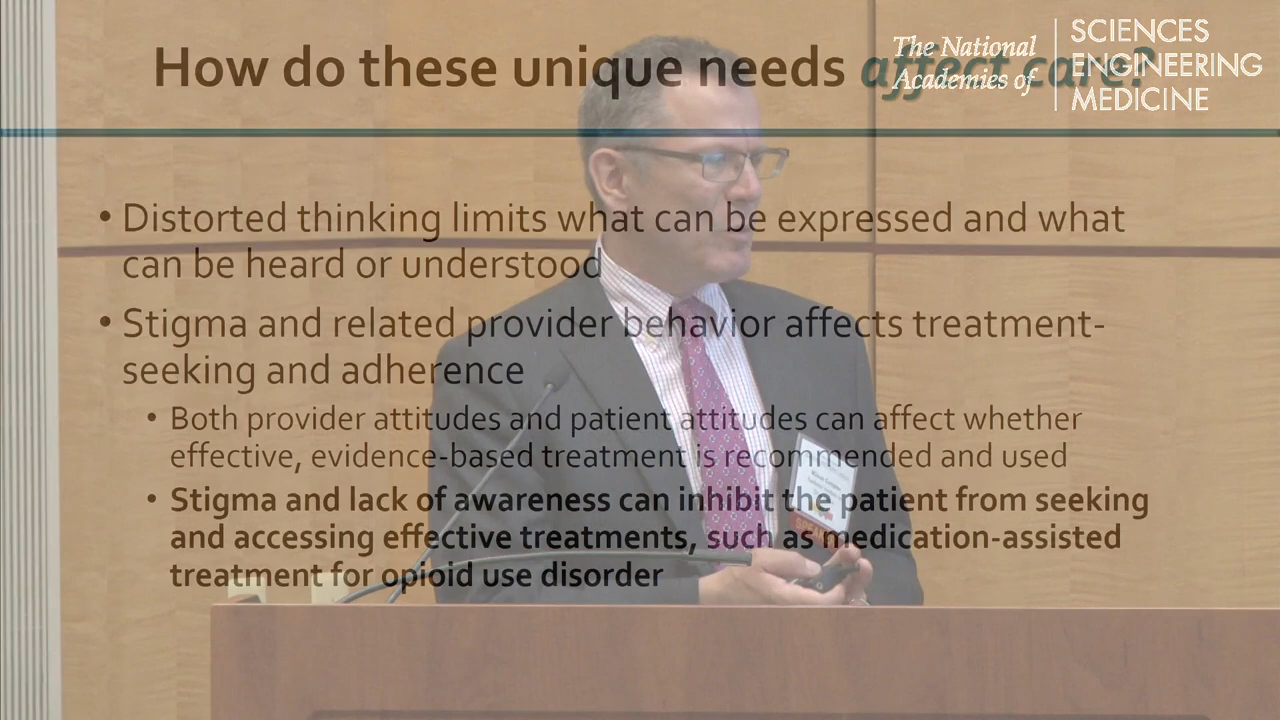 How do these unique needs affect care?
The National
Academies of
SCIENCES
ENGINEERING
MEDICINE
• Distorted thinking limits what can be expressed and what
can be heard or understood
• Stigma and related provider behavior affects treatment-
seeking and adherence
• Both provider attitudes and patient attitudes can affect whether
effective, evidence-based treatment is recommended and used
• Stigma and lack of awareness can inhibit the patient from seeking
and accessing effective treatments, such as medication-assisted
treatment for opioid use disorder